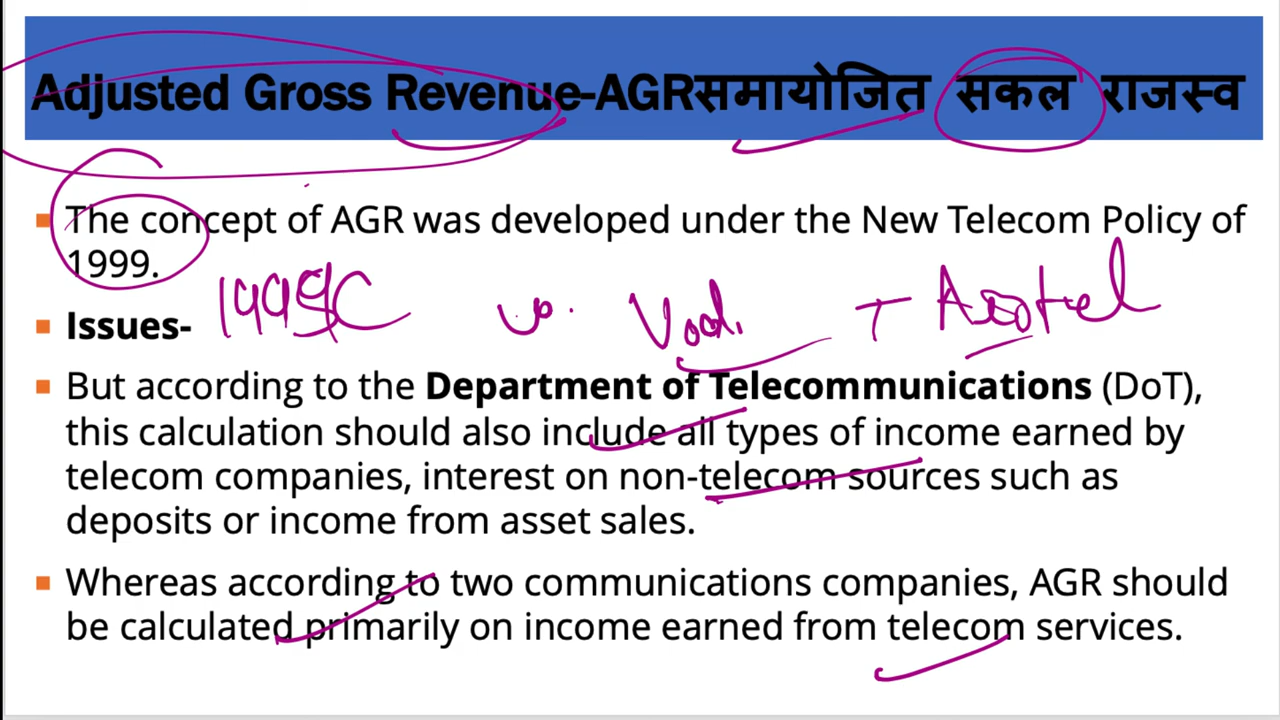 Adjusted Gross Revenue-AGRसमायोजित सकल राजस्व
The concept of AGR was developed under the New Telecom Policy of
1999.
Issues-
vs. Vod. + Airtel
But according to the Department of Telecommunications (DoT),
this calculation should also include all types of income earned by
telecom companies, interest on non-telecom sources such as
deposits or income from asset sales.
Whereas according to two communications companies, AGR should
be calculated primarily on income earned from telecom services.